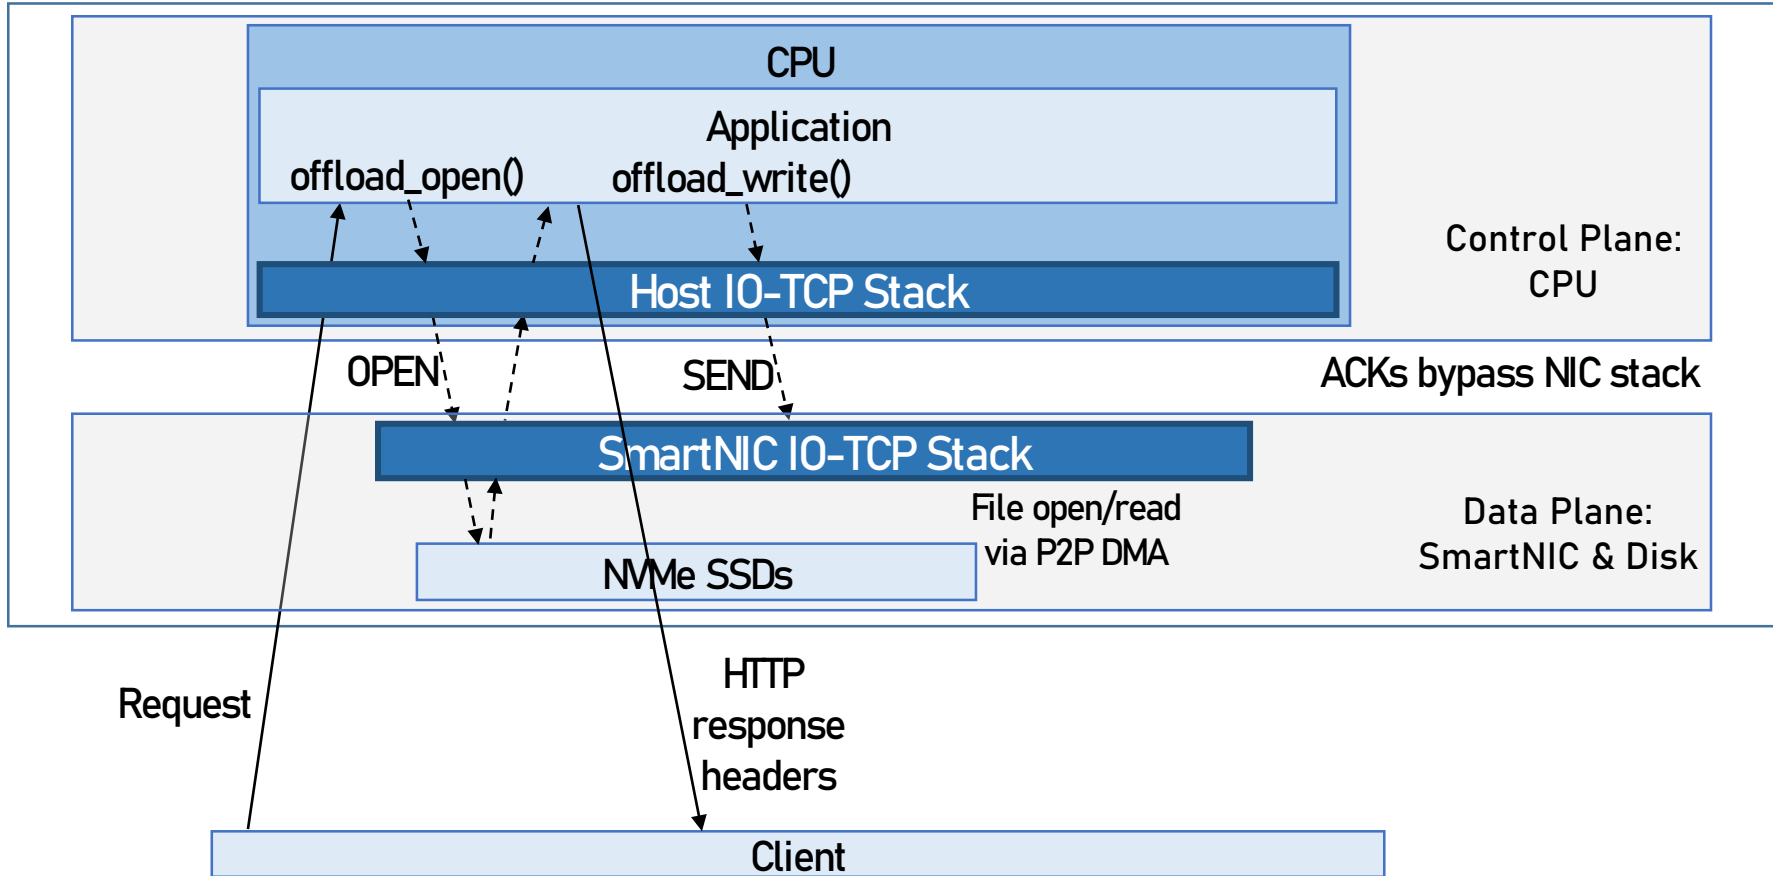 CPU
Application
offload_open()
offload_write()
Control Plane:
CPU
Host IO-TCP Stack
OPEN
SEND
ACKs bypass NIC stack
SmartNIC IO-TCP Stack
File open/read
via P2P DMA
Data Plane:
SmartNIC & Disk
NVMe SSDs
Request
HTTP
response
headers
Client